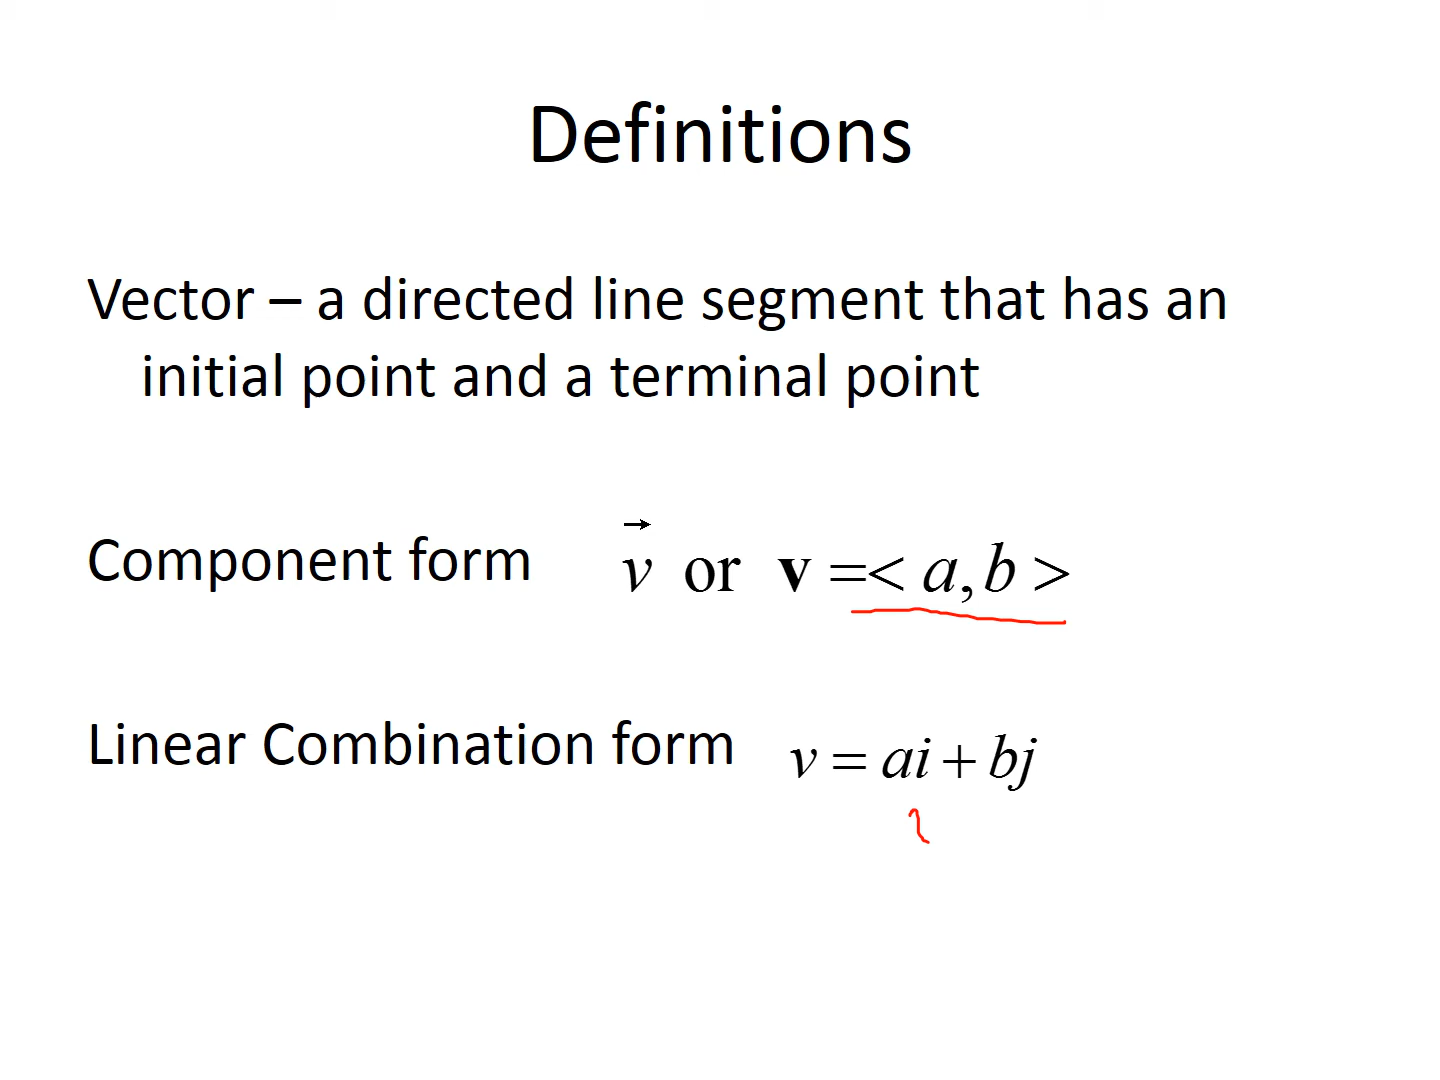 Definitions
Vector – a directed line segment that has an
initial point and a terminal point
Component form v⃗ or v =< a,b >
Linear Combination form v = ai + bj